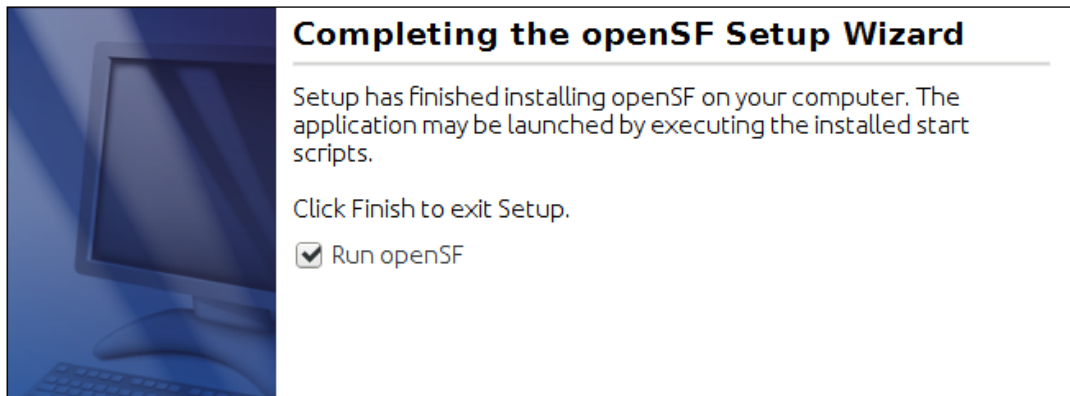 Completing the openSF Setup Wizard
Setup has finished installing openSF on your computer. The
application may be launched by executing the installed start
scripts.
Click Finish to exit Setup.
Run openSF